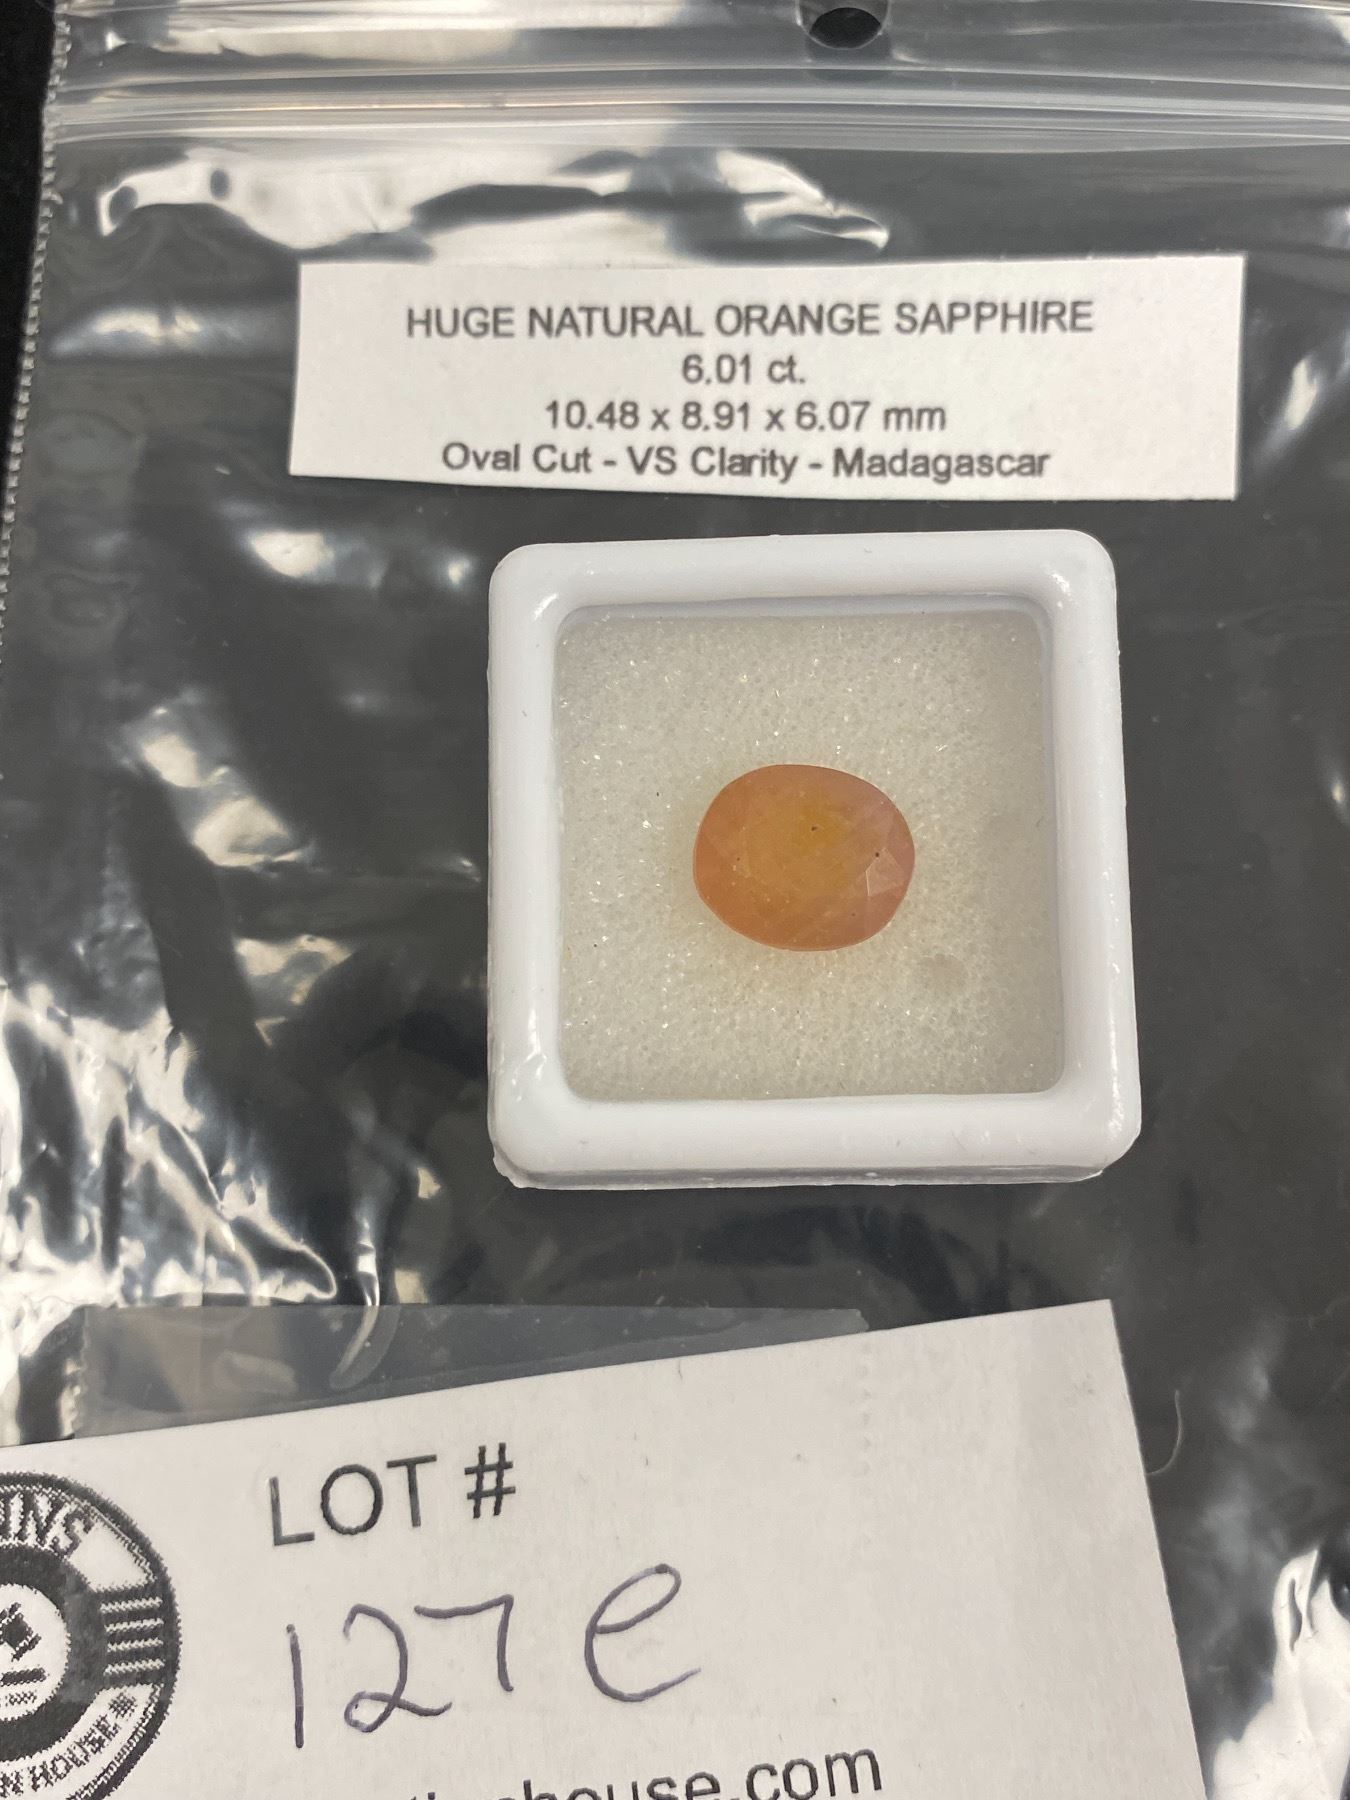 HUGE NATURAL ORANGE SAPPHIRE
6.01 ct.
10.48 x 8.91 x 6.07 mm
Oval Cut - VS Clarity - Madagascar
LOT #
127e